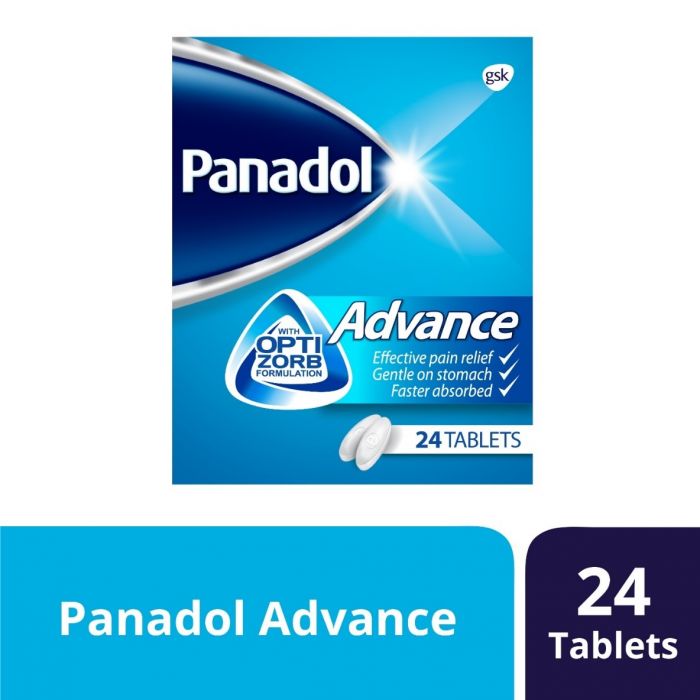 gsk
Panadol
WITH
OPTI
ZORB
FORMULATION
Advance
Effective pain relief ✓
Gentle on stomach ✓
Faster absorbed ✓
24 TABLETS
Panadol Advance
24
Tablets